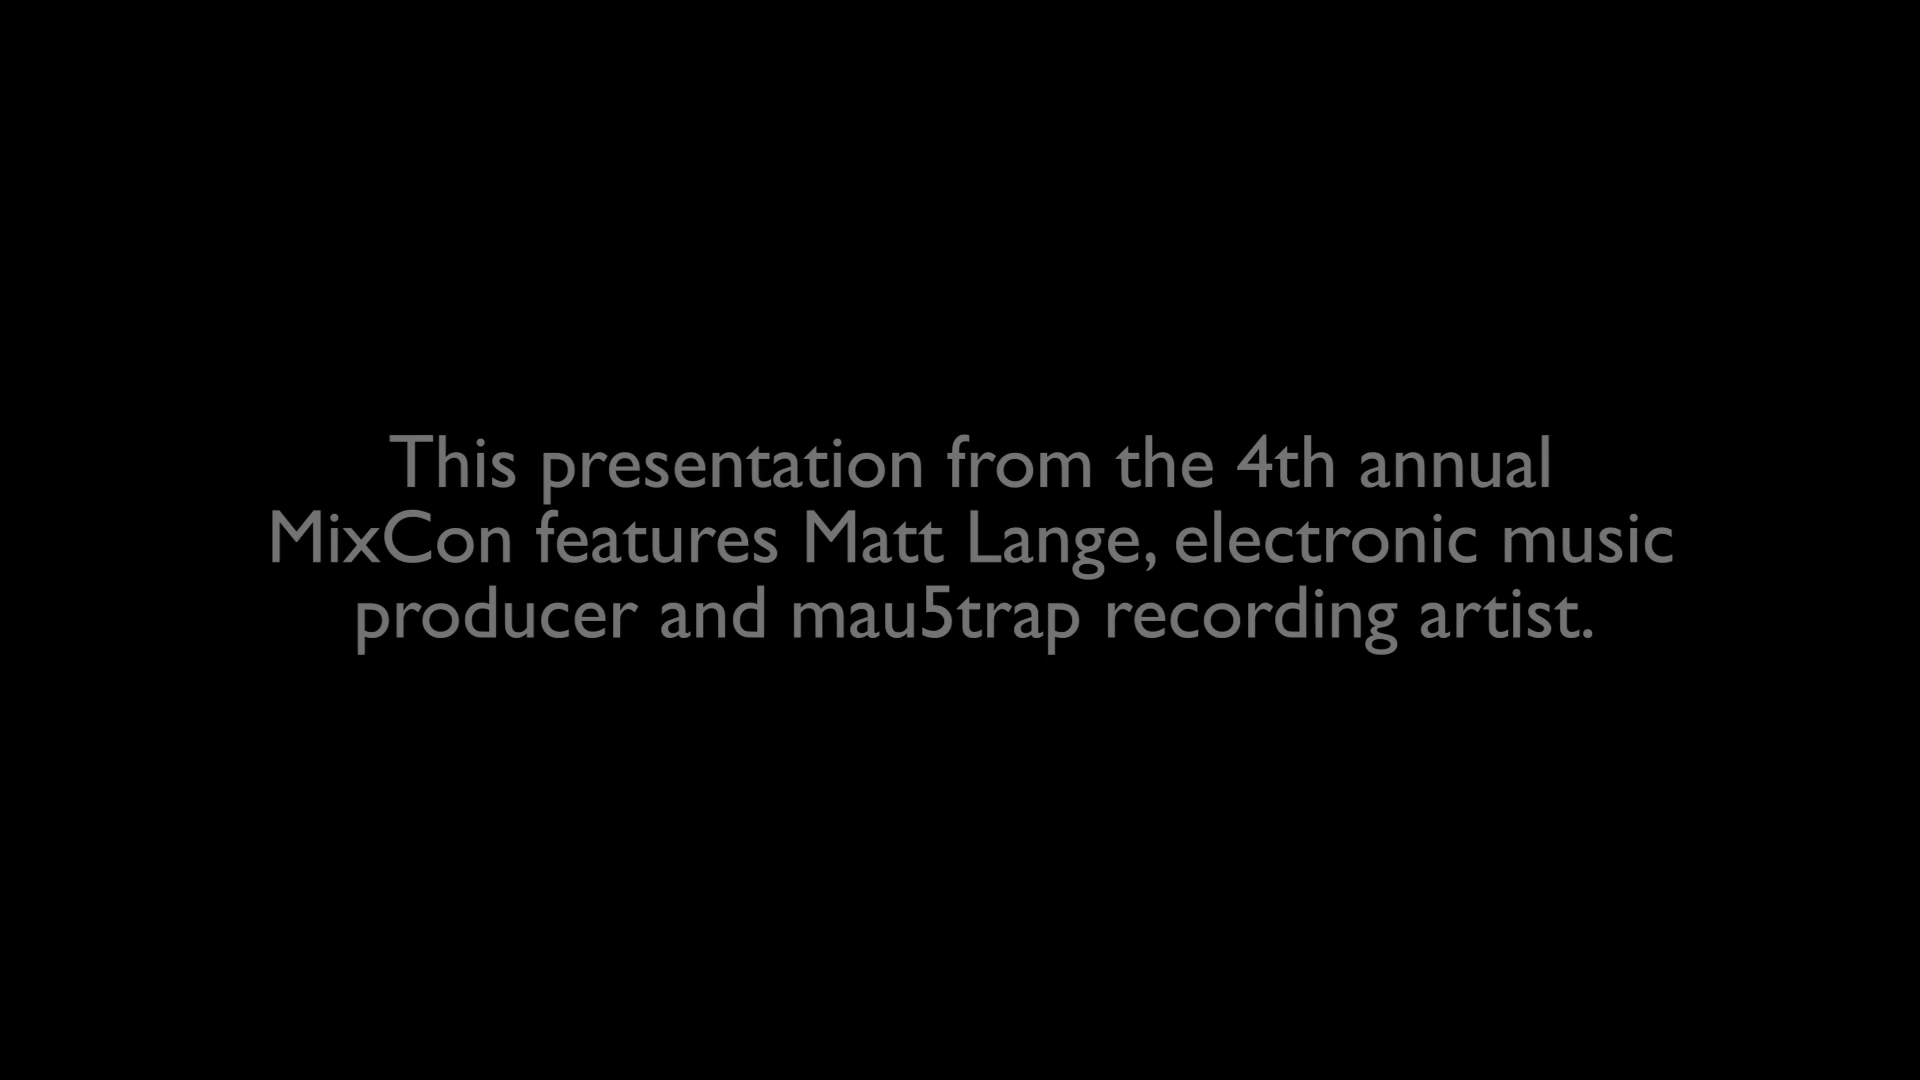 This presentation from the 4th annual
MixCon features Matt Lange, electronic music
producer and mau5trap recording artist.